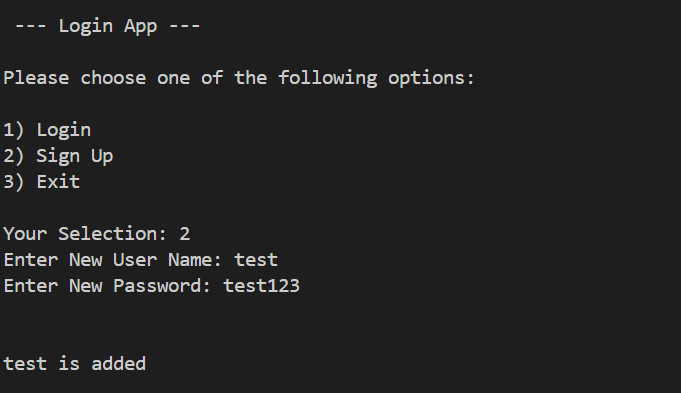 --- Login App ---
Please choose one of the following options:
1) Login
2) Sign Up
3) Exit
Your Selection: 2
Enter New User Name: test
Enter New Password: test123
test is added